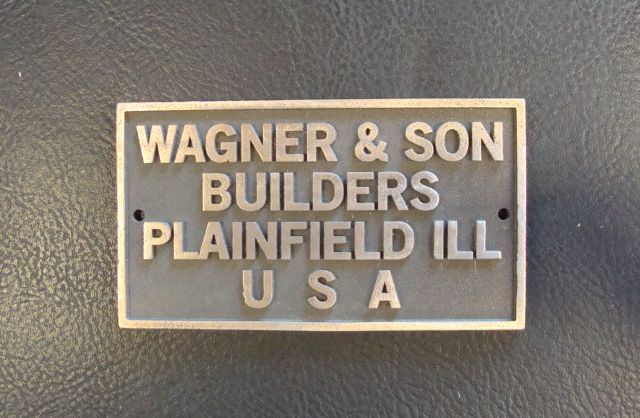 WAGNER & SON
BUILDERS
PLAINFIELD ILL
U S A